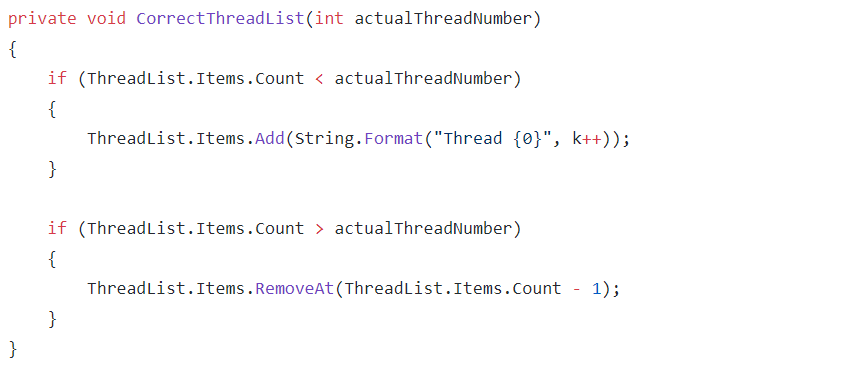 private void CorrectThreadList(int actualThreadNumber)
{
    if (ThreadList.Items.Count < actualThreadNumber)
    {
        ThreadList.Items.Add(String.Format("Thread {0}", k++));
    }

    if (ThreadList.Items.Count > actualThreadNumber)
    {
        ThreadList.Items.RemoveAt(ThreadList.Items.Count - 1);
    }
}